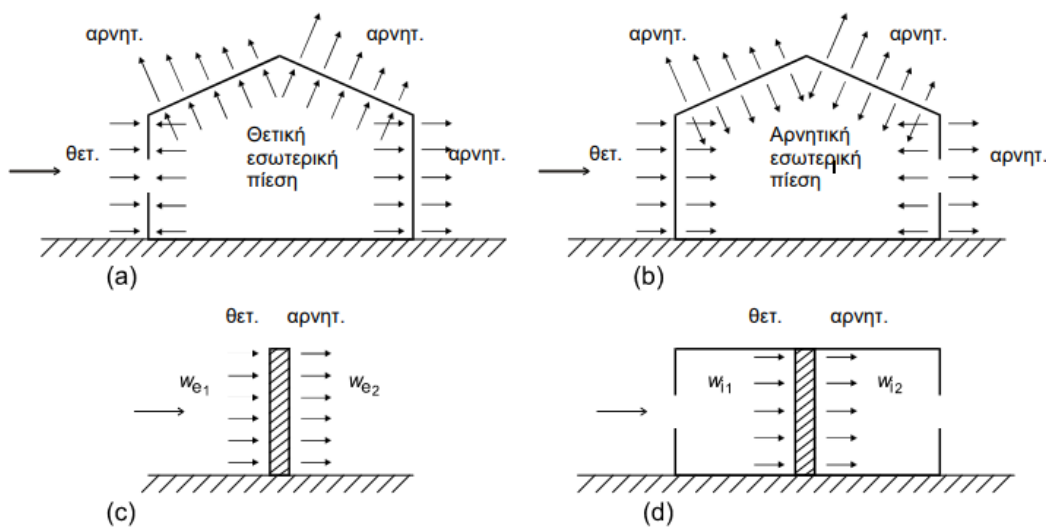 αρνητ.
αρνητ.
θετ.
Θετική
εσωτερική
πίεση
αρνητ.
(a)
αρνητ.
αρνητ.
θετ.
Αρνητική
εσωτερική
πίεση
αρνητ.
(b)
θετ. αρνητ.
we1 we2
(c)
θετ. αρνητ.
wi1 wi2
(d)